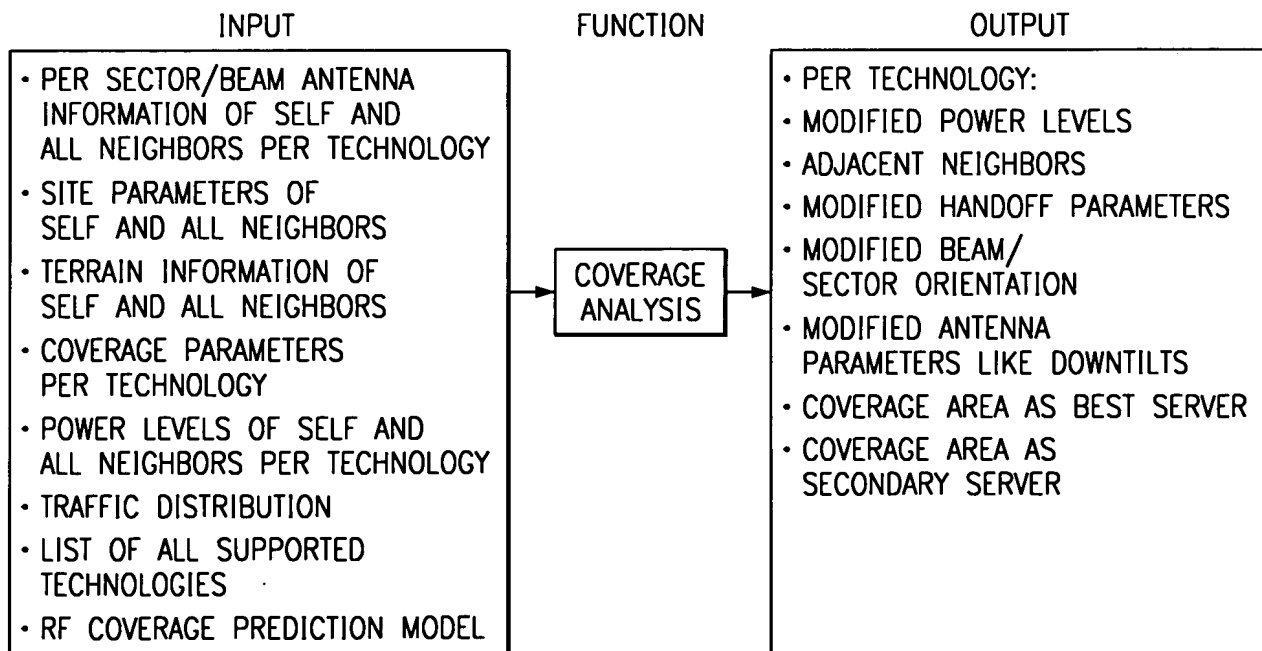 INPUT
· PER SECTOR/BEAM ANTENNA
INFORMATION OF SELF AND
ALL NEIGHBORS PER TECHNOLOGY
· SITE PARAMETERS OF
SELF AND ALL NEIGHBORS
· TERRAIN INFORMATION OF
SELF AND ALL NEIGHBORS
· COVERAGE PARAMETERS
PER TECHNOLOGY
· POWER LEVELS OF SELF AND
ALL NEIGHBORS PER TECHNOLOGY
· TRAFFIC DISTRIBUTION
· LIST OF ALL SUPPORTED
TECHNOLOGIES
· RF COVERAGE PREDICTION MODEL
FUNCTION
COVERAGE
ANALYSIS
OUTPUT
· PER TECHNOLOGY:
· MODIFIED POWER LEVELS
· ADJACENT NEIGHBORS
· MODIFIED HANDOFF PARAMETERS
· MODIFIED BEAM/
SECTOR ORIENTATION
· MODIFIED ANTENNA
PARAMETERS LIKE DOWNTILTS
· COVERAGE AREA AS BEST SERVER
· COVERAGE AREA AS
SECONDARY SERVER